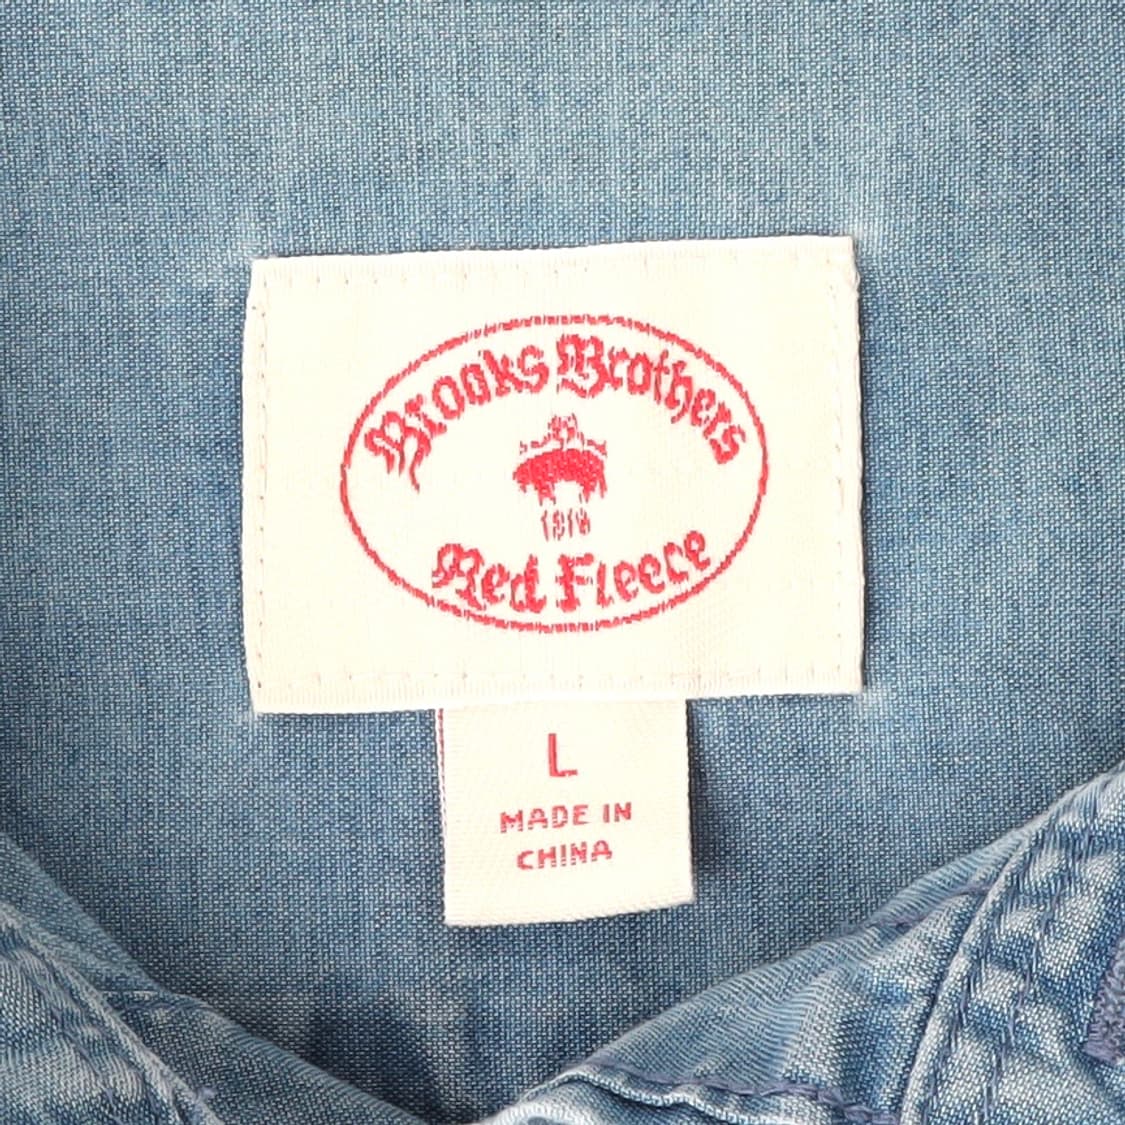 Brooks Brothers
1818
Red Fleece
L
MADE IN
CHINA